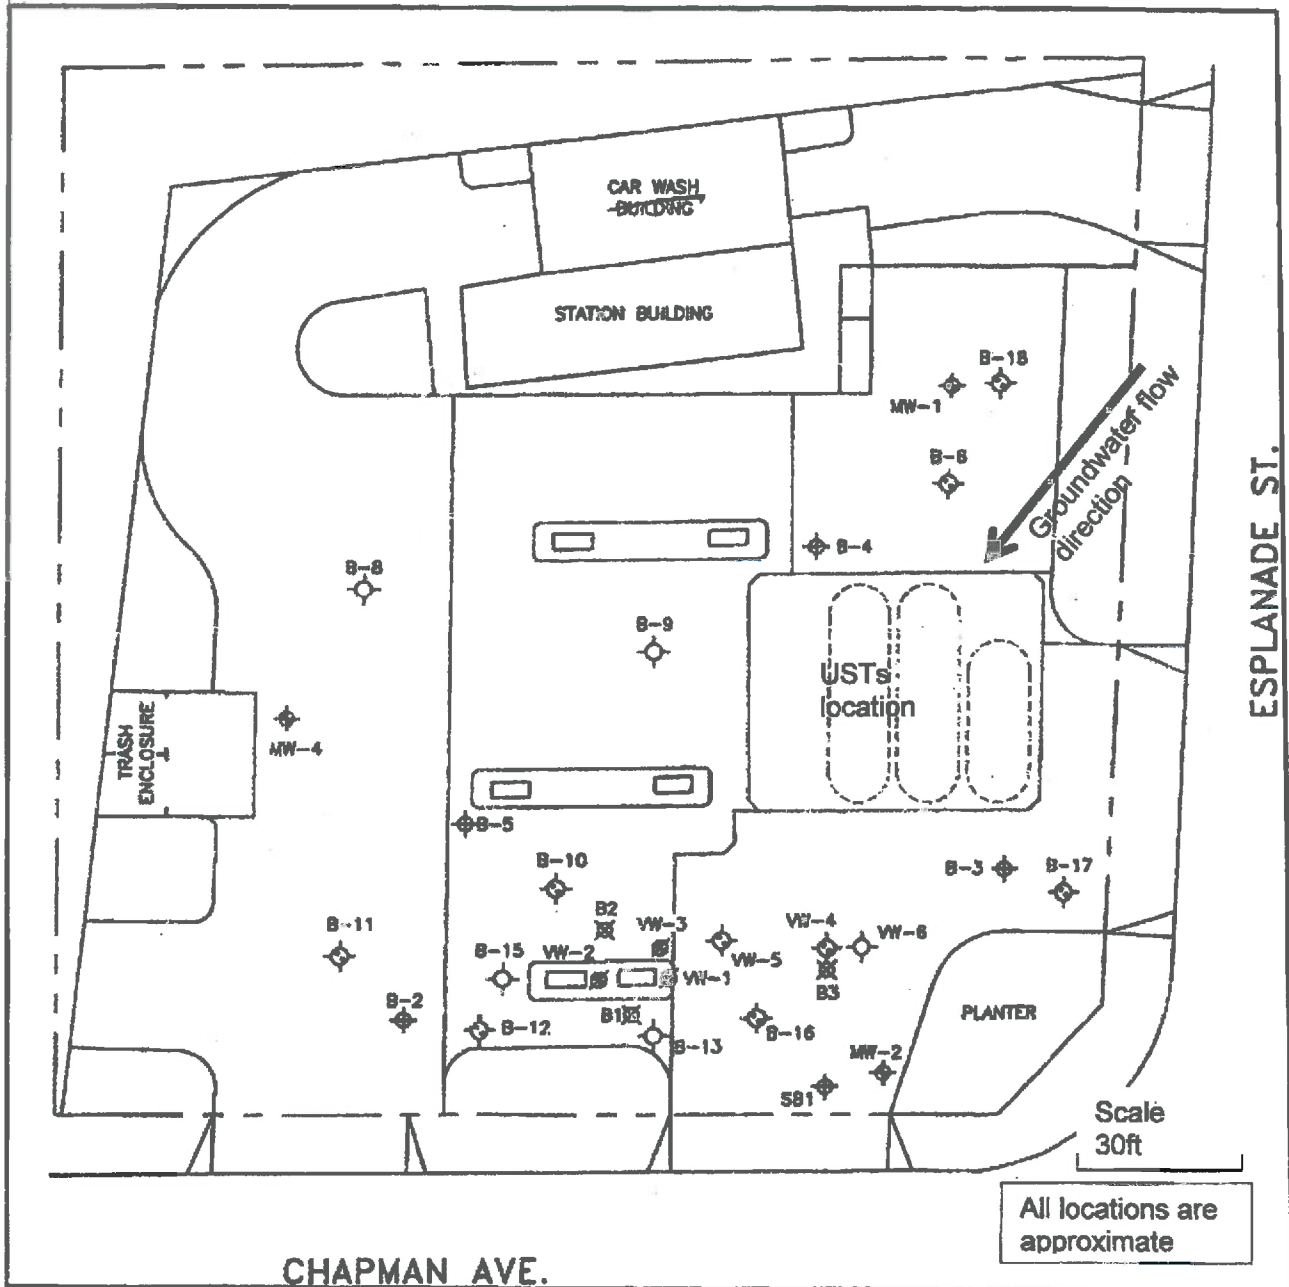 CAR WASH
BUILDING
STATION BUILDING
B-18
MW-1
B-6
Groundwater flow
direction
ESPLANADE ST.
B-4
B-8
B-9
USTs
location
TRASH
ENCLOSURE
MW-4
B-5
B-10
B-3
B-17
B2
VW-3
VW-4
VW-6
B-11
B-15
VW-2
VW-1
VW-5
B3
B-2
B-12
B1
B-13
B-16
PLANTER
MW-2
SB1
Scale
30ft
All locations are
approximate
CHAPMAN AVE.